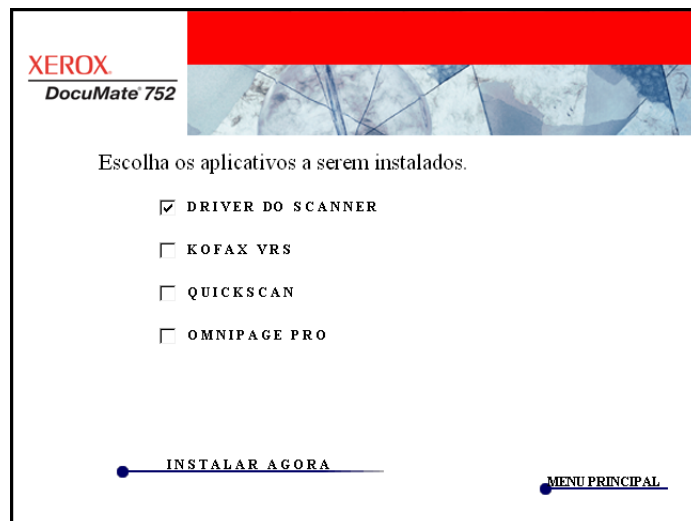 XEROX.
DocuMate® 752
Escolha os aplicativos a serem instalados.
DRIVER DO SCANNER
KOFAX VRS
QUICKSCAN
OMNIPAGE PRO
INSTALAR AGORA
MENU PRINCIPAL